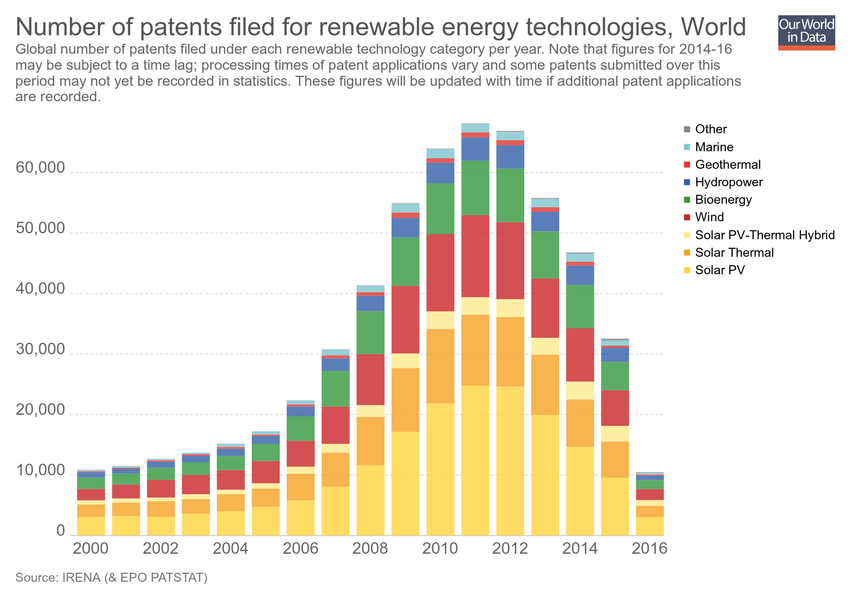 Number of patents filed for renewable energy technologies, World
Our World
in Data
Global number of patents filed under each renewable technology category per year. Note that figures for 2014-16
may be subject to a time lag; processing times of patent applications vary and some patents submitted over this
period may not yet be recorded in statistics. These figures will be updated with time if additional patent applications
are recorded.
60,000
50,000
40,000
30,000
20,000
10,000
0
2000 2002 2004 2006 2008 2010 2012 2014 2016
Other
Marine
Geothermal
Hydropower
Bioenergy
Wind
Solar PV-Thermal Hybrid
Solar Thermal
Solar PV
Source: IRENA (& EPO PATSTAT)